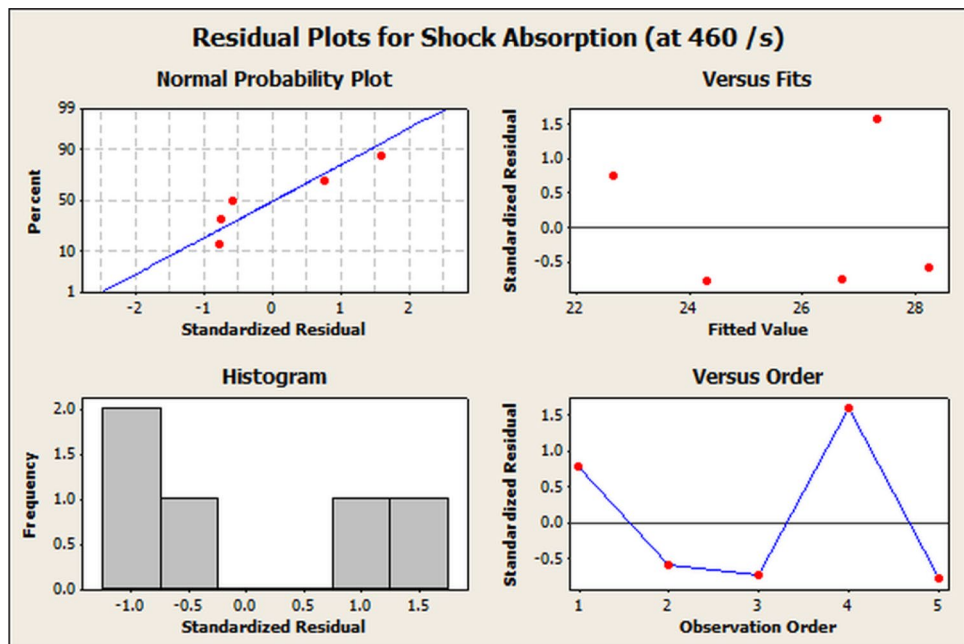 Residual Plots for Shock Absorption (at 460 /s)
Normal Probability Plot
Percent
99
90
50
10
1
-2 -1 0 1 2
Standardized Residual
Versus Fits
Standardized Residual
1.5
1.0
0.5
0.0
-0.5
22 24 26 28
Fitted Value
Histogram
Frequency
2.0
1.5
1.0
0.5
0.0
-1.0 -0.5 0.0 0.5 1.0 1.5
Standardized Residual
Versus Order
Standardized Residual
1.5
1.0
0.5
0.0
-0.5
1 2 3 4 5
Observation Order